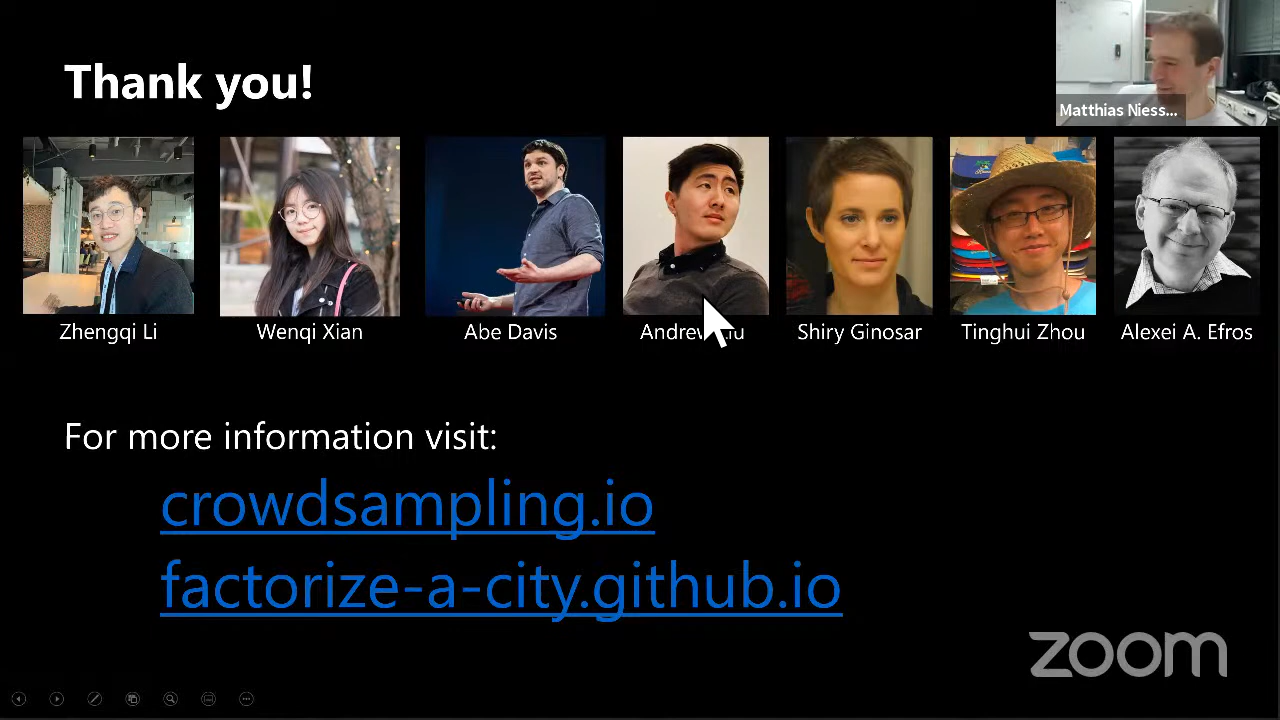 Thank you!
Matthias Niess...
Zhengqi Li
Wenqi Xian
Abe Davis
Andrew
Shiry Ginosar
Tinghui Zhou
Alexei A. Efros
For more information visit:
crowdsampling.io
factorize-a-city.github.io
zoom